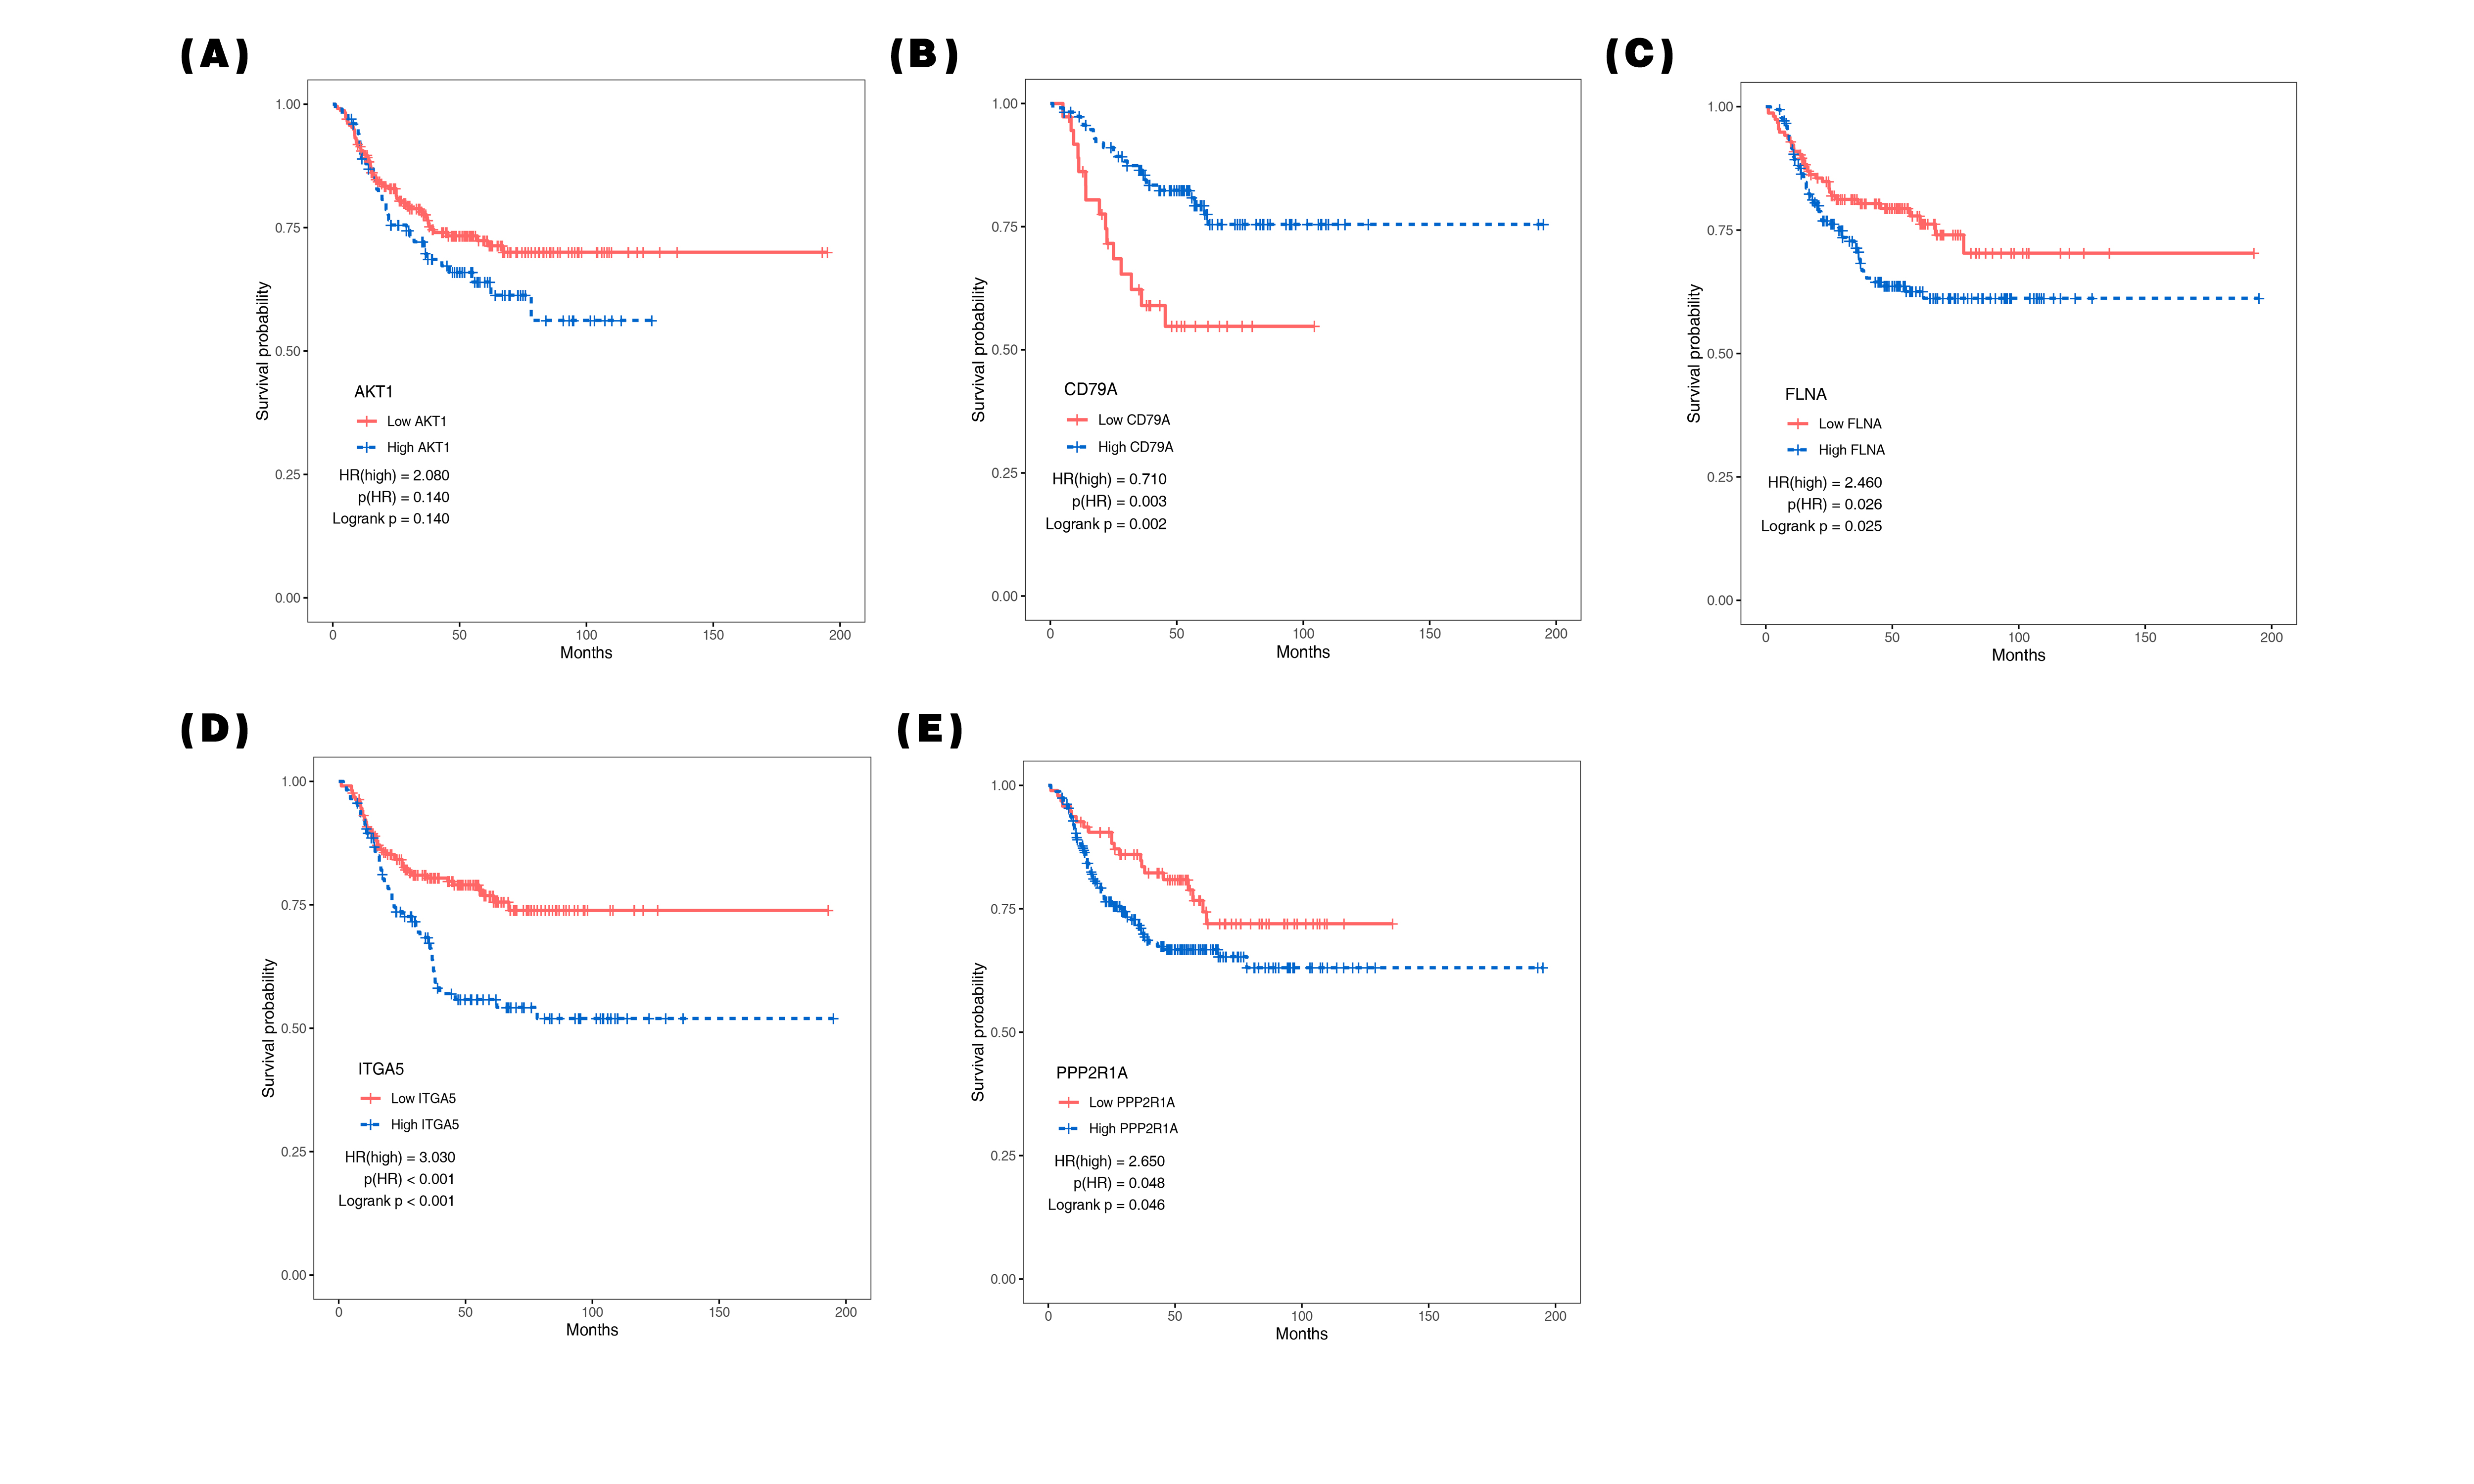 (A)
1.00
0.75
0.50
0.25
0.00
Survival probability
AKT1
Low AKT1
High AKT1
HR(high) = 2.080
p(HR) = 0.140
Logrank p = 0.140
0 50 100 150 200
Months
(B)
1.00
0.75
0.50
0.25
0.00
Survival probability
CD79A
Low CD79A
High CD79A
HR(high) = 0.710
p(HR) = 0.003
Logrank p = 0.002
0 50 100 150 200
Months
(C)
1.00
0.75
0.50
0.25
0.00
Survival probability
FLNA
Low FLNA
High FLNA
HR(high) = 2.460
p(HR) = 0.026
Logrank p = 0.025
0 50 100 150 200
Months
(D)
1.00
0.75
0.50
0.25
0.00
Survival probability
ITGA5
Low ITGA5
High ITGA5
HR(high) = 3.030
p(HR) < 0.001
Logrank p < 0.001
0 50 100 150 200
Months
(E)
1.00
0.75
0.50
0.25
0.00
Survival probability
PPP2R1A
Low PPP2R1A
High PPP2R1A
HR(high) = 2.650
p(HR) = 0.048
Logrank p = 0.046
0 50 100 150 200
Months